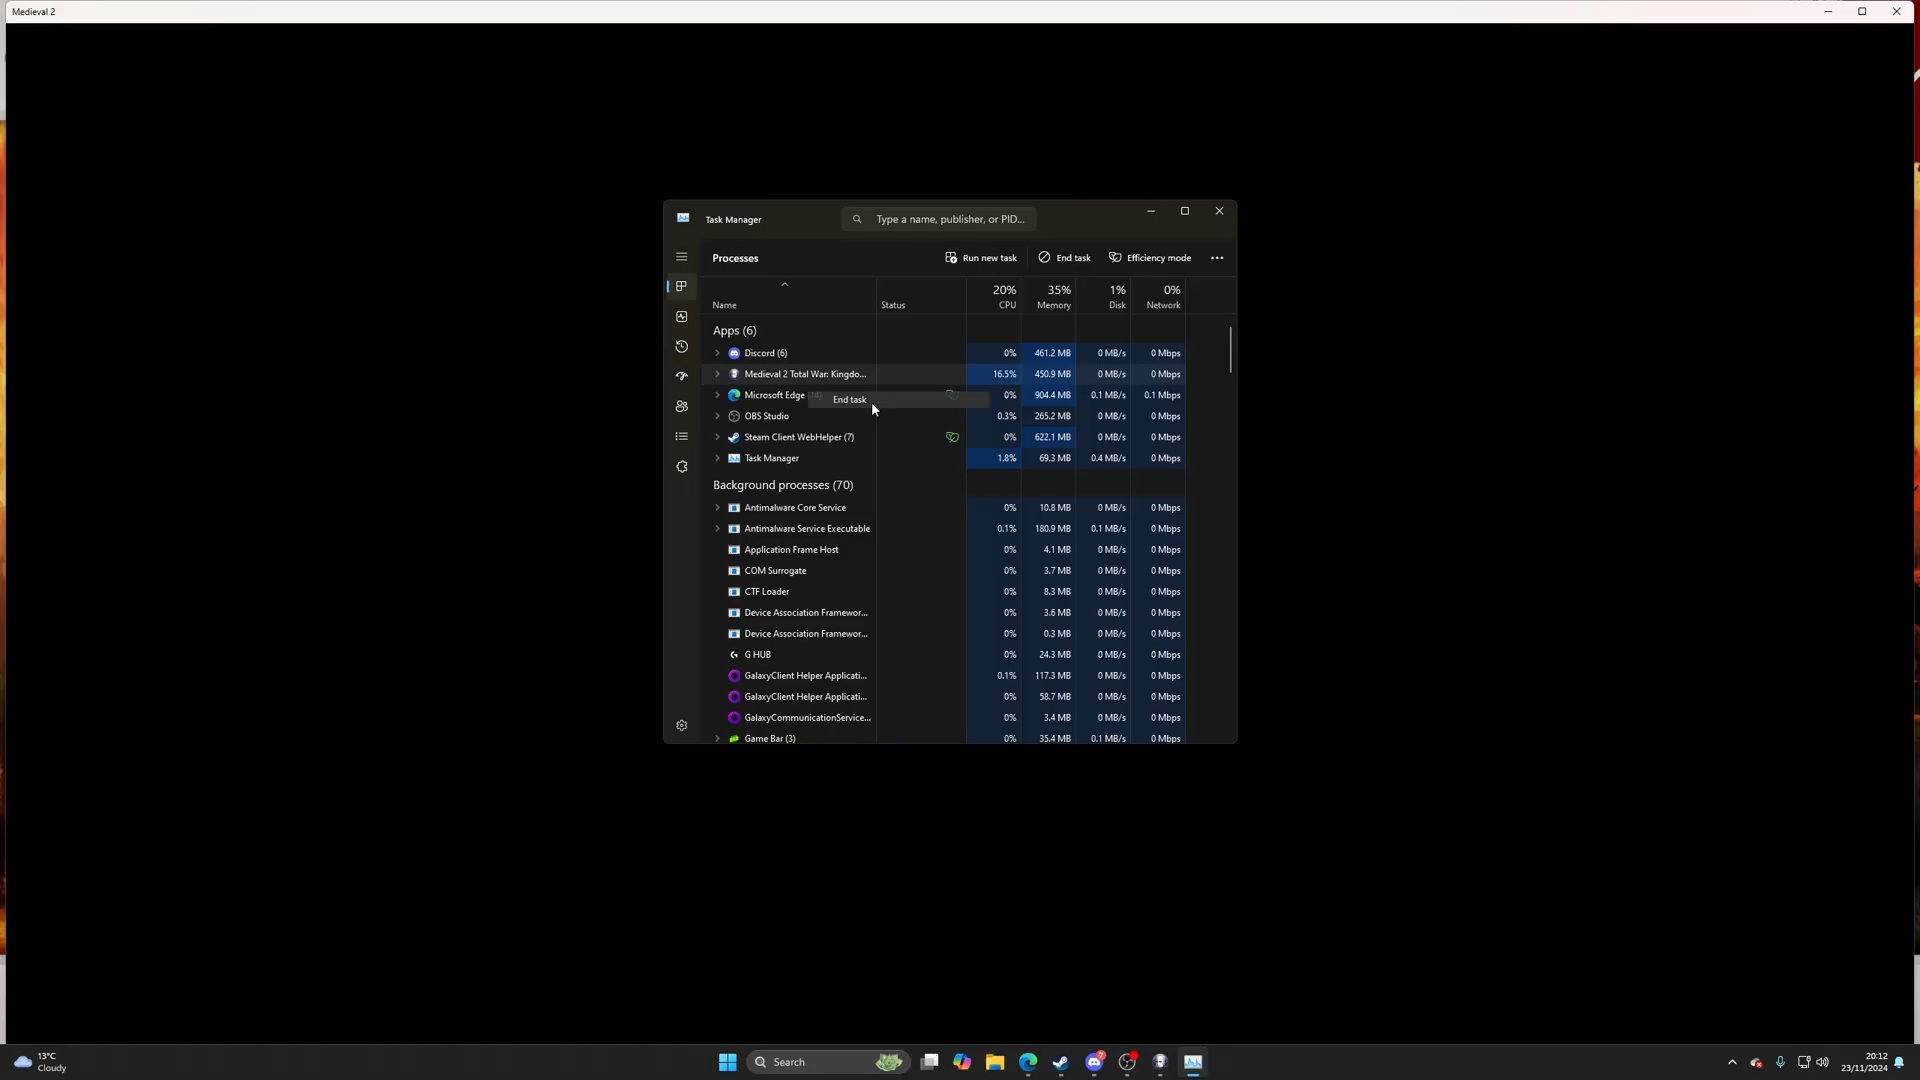 Medieval 2
Task Manager
Type a name, publisher, or PID...
Processes
Run new task
End task
Efficiency mode
20% 35% 1% 0%
Name Status CPU Memory Disk Network
Apps (6)
Discord (6) 0% 461.2 MB 0 MB/s 0 Mbps
Medieval 2 Total War: Kingdo... 16.5% 450.9 MB 0 MB/s 0 Mbps
Microsoft Edge (14) 0% 904.4 MB 0.1 MB/s 0.1 Mbps
End task
OBS Studio 0.3% 265.2 MB 0 MB/s 0 Mbps
Steam Client WebHelper (7) 0% 622.1 MB 0 MB/s 0 Mbps
Task Manager 1.8% 69.3 MB 0.4 MB/s 0 Mbps
Background processes (70)
Antimalware Core Service 0% 10.8 MB 0 MB/s 0 Mbps
Antimalware Service Executable 0.1% 180.9 MB 0.1 MB/s 0 Mbps
Application Frame Host 0% 4.1 MB 0 MB/s 0 Mbps
COM Surrogate 0% 3.7 MB 0 MB/s 0 Mbps
CTF Loader 0% 8.3 MB 0 MB/s 0 Mbps
Device Association Framewor... 0% 3.6 MB 0 MB/s 0 Mbps
Device Association Framewor... 0% 0.3 MB 0 MB/s 0 Mbps
G HUB 0% 24.3 MB 0 MB/s 0 Mbps
GalaxyClient Helper Applicati... 0.1% 117.3 MB 0 MB/s 0 Mbps
GalaxyClient Helper Applicati... 0% 58.7 MB 0 MB/s 0 Mbps
GalaxyCommunicationService... 0% 3.4 MB 0 MB/s 0 Mbps
Game Bar (3) 0% 35.4 MB 0.1 MB/s 0 Mbps
13°C
Cloudy
Search
7
20:12
23/11/2024